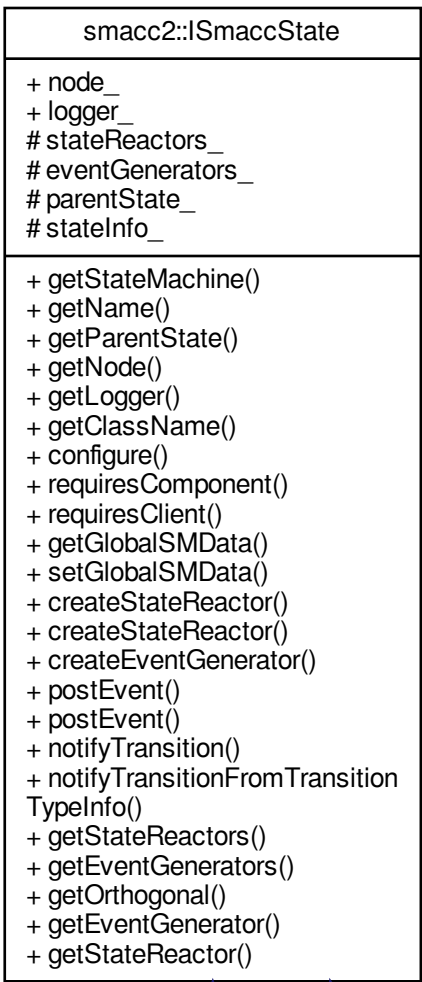 smacc2::ISmaccState
+ node_
+ logger_
# stateReactors_
# eventGenerators_
# parentState_
# stateInfo_
+ getStateMachine()
+ getName()
+ getParentState()
+ getNode()
+ getLogger()
+ getClassName()
+ configure()
+ requiresComponent()
+ requiresClient()
+ getGlobalSMData()
+ setGlobalSMData()
+ createStateReactor()
+ createStateReactor()
+ createEventGenerator()
+ postEvent()
+ postEvent()
+ notifyTransition()
+ notifyTransitionFromTransition
TypeInfo()
+ getStateReactors()
+ getEventGenerators()
+ getOrthogonal()
+ getEventGenerator()
+ getStateReactor()